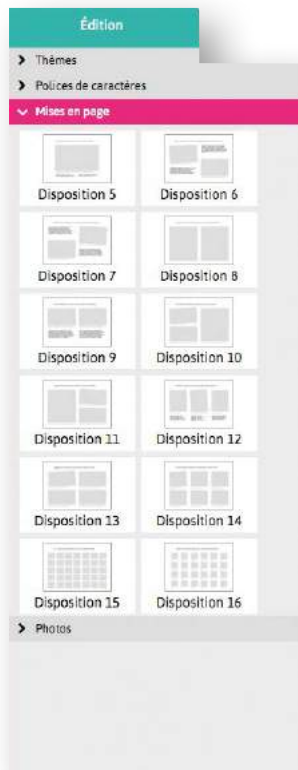 Édition
Thèmes
Polices de caractères
Mises en page
Disposition 5
Disposition 6
Disposition 7
Disposition 8
Disposition 9
Disposition 10
Disposition 11
Disposition 12
Disposition 13
Disposition 14
Disposition 15
Disposition 16
Photos